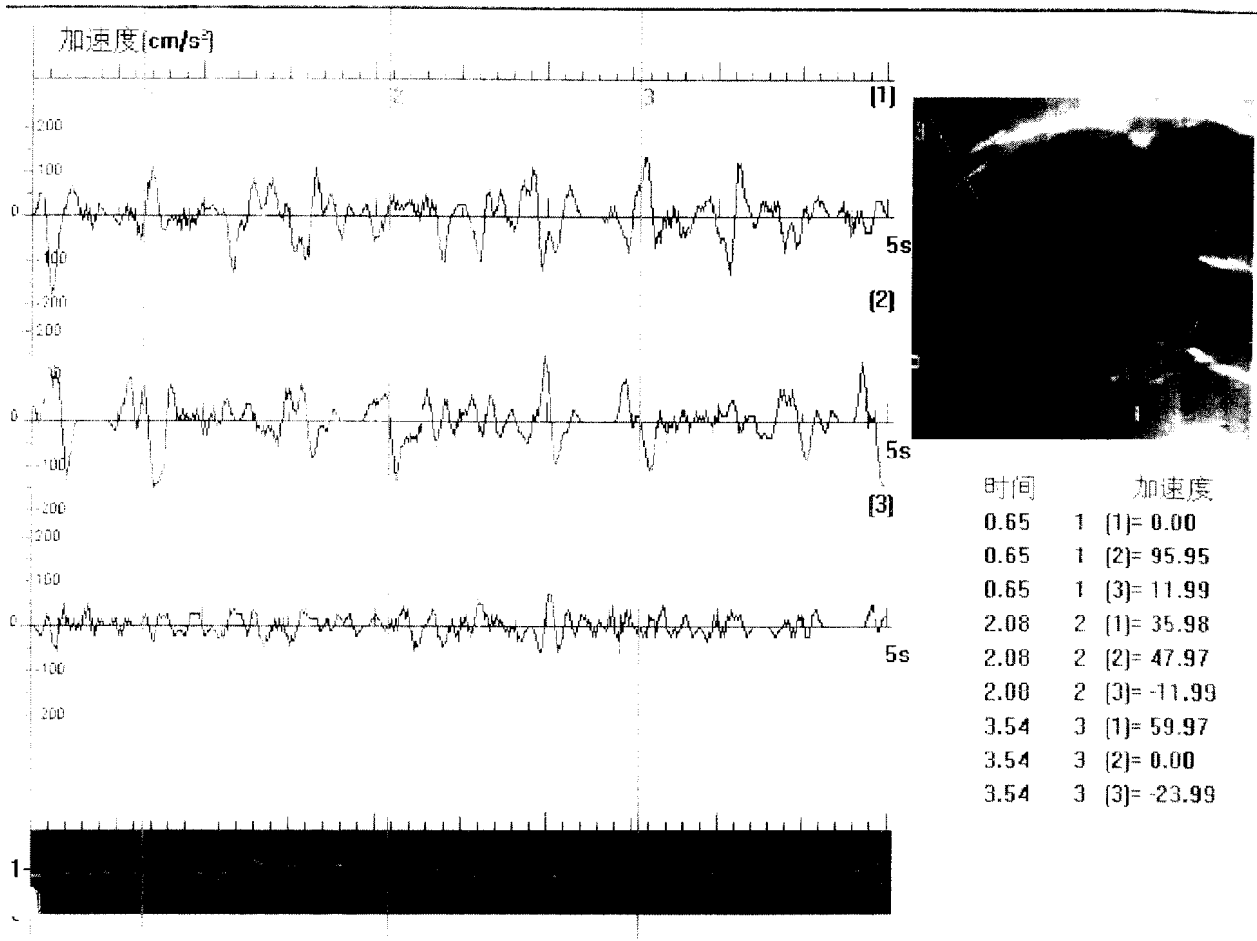 加速度(cm/s²)
2 3 (1)
200
100
0
-100
5s
-200
(2)
200
0
-100
5s
-200
(3)
200
100
0
-100
5s
200
时间 加速度
0.65 1 (1)= 0.00
0.65 1 (2)= 95.95
0.65 1 (3)= 11.99
2.08 2 (1)= 35.98
2.08 2 (2)= 47.97
2.08 2 (3)= -11.99
3.54 3 (1)= 59.97
3.54 3 (2)= 0.00
3.54 3 (3)= -23.99
1